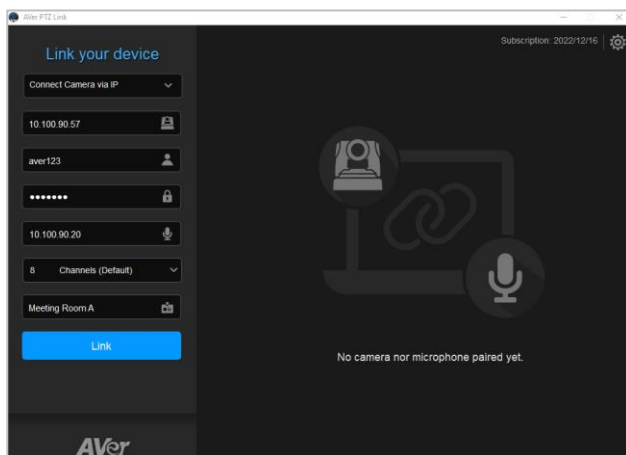 AVer PTZ Link
Link your device
Subscription: 2022/12/16
Connect Camera via IP
10.100.90.57
aver123
•••••••
10.100.90.20
8 Channels (Default)
Meeting Room A
Link
No camera nor microphone paired yet.
AVer